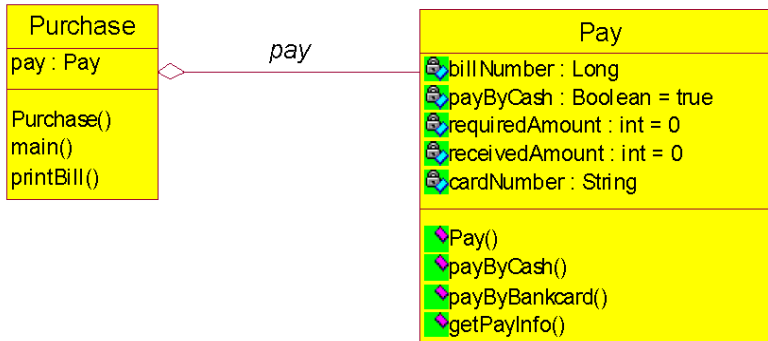 Purchase
pay : Pay
Purchase()
main()
printBill()
pay
Pay
billNumber : Long
payByCash : Boolean = true
requiredAmount : int = 0
receivedAmount : int = 0
cardNumber : String
Pay()
payByCash()
payByBankcard()
getPayInfo()